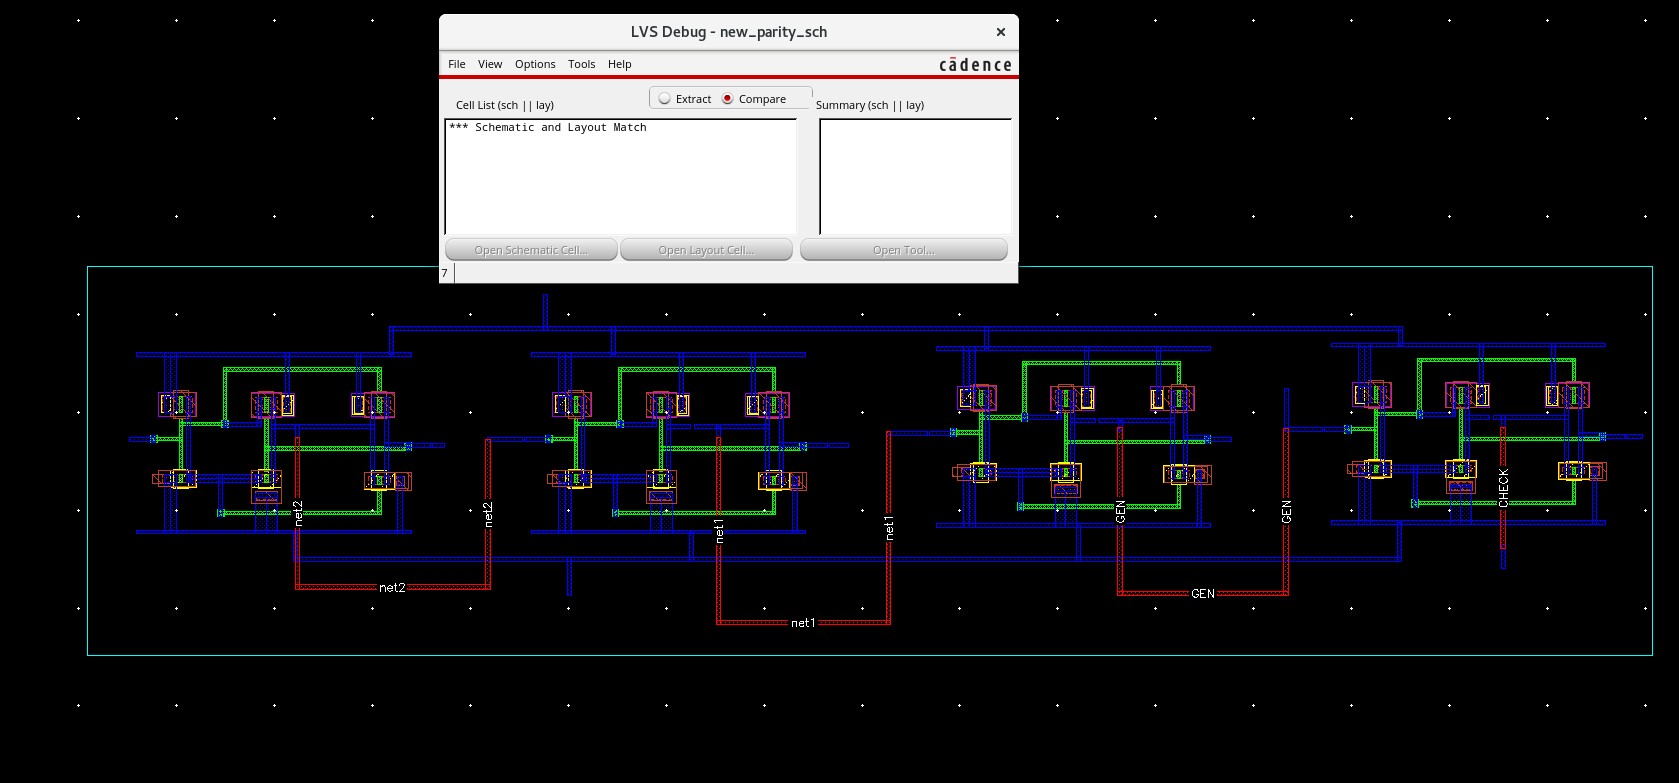 LVS Debug - new_parity_sch
×
File View Options Tools Help
cādence
Cell List (sch || lay)
Extract Compare
Summary (sch || lay)
*** Schematic and Layout Match
Open Schematic Cell...
Open Layout Cell...
Open Tool...
7
net2
net2
net1
net1
GEN
GEN
CHECK
net2
net1
GEN